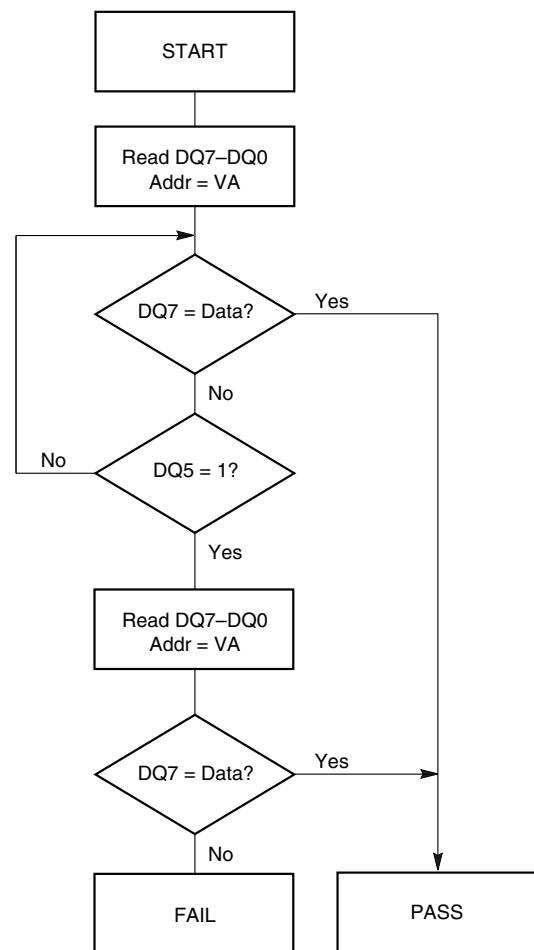 START
Read DQ7–DQ0
Addr = VA
DQ7 = Data?
Yes
No
No
DQ5 = 1?
Yes
Read DQ7–DQ0
Addr = VA
DQ7 = Data?
Yes
No
FAIL
PASS